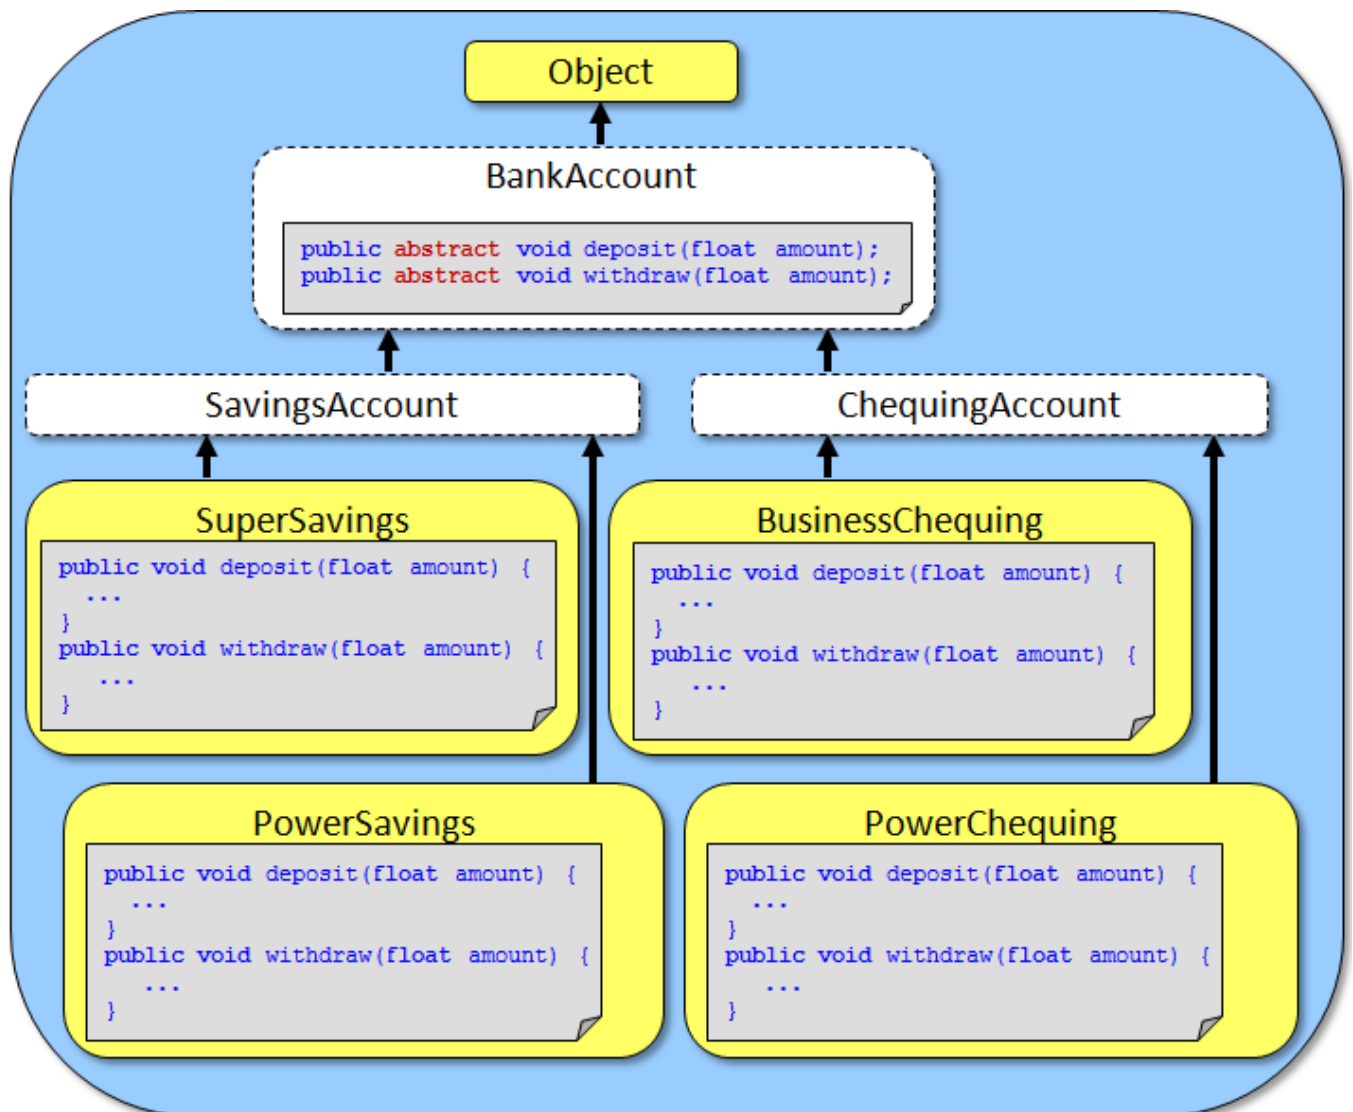 Object
BankAccount
public abstract void deposit(float amount);
public abstract void withdraw(float amount);
SavingsAccount
ChequingAccount
SuperSavings
public void deposit(float amount) {
...
}
public void withdraw(float amount) {
...
}
BusinessChequing
public void deposit(float amount) {
...
}
public void withdraw(float amount) {
...
}
PowerSavings
public void deposit(float amount) {
...
}
public void withdraw(float amount) {
...
}
PowerChequing
public void deposit(float amount) {
...
}
public void withdraw(float amount) {
...
}